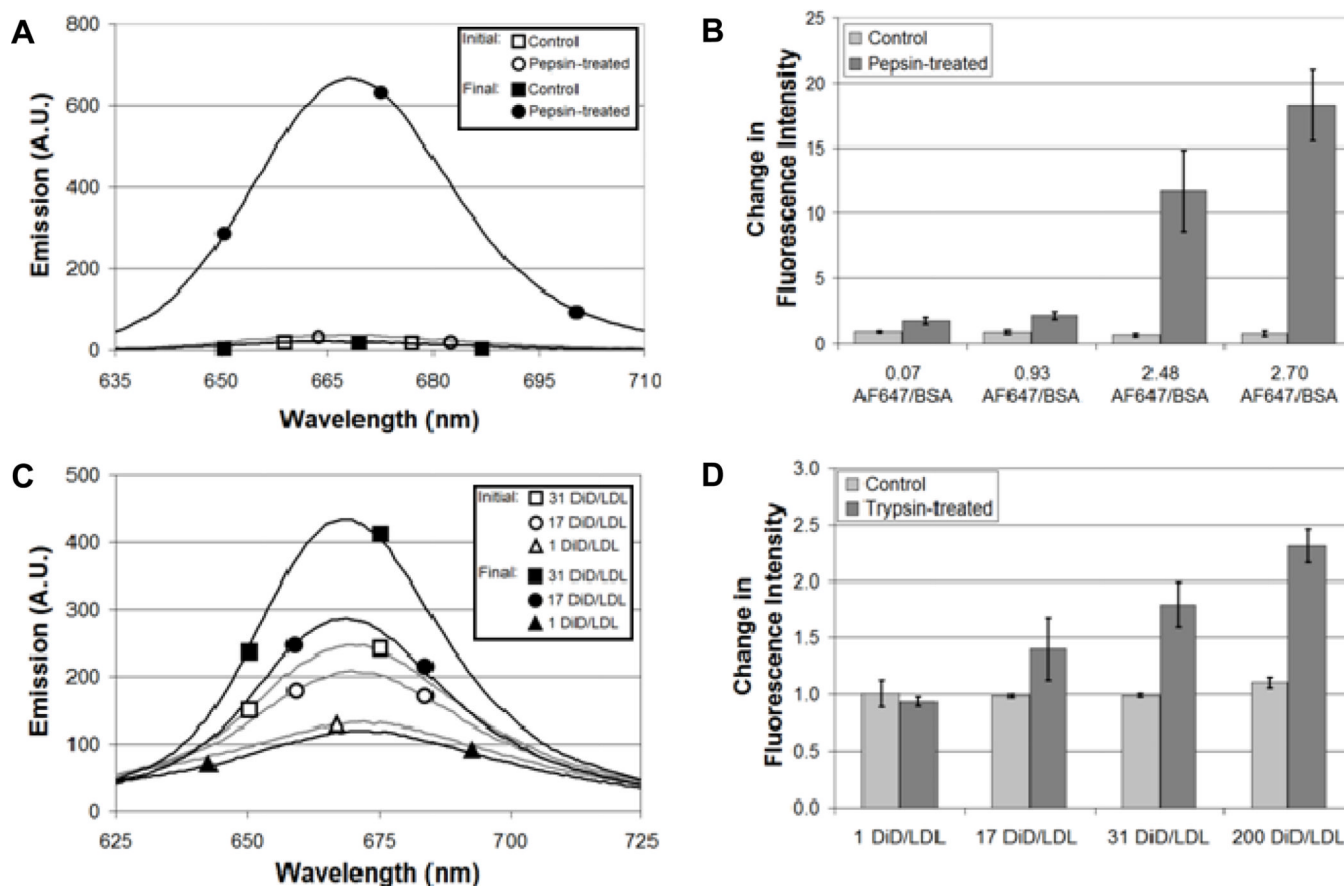 A
Emission (A.U.)
800
600
400
200
0
635 650 665 680 695 710
Wavelength (nm)
Initial: Control
Pepsin-treated
Final: Control
Pepsin-treated
B
Change in
Fluorescence Intensity
25
20
15
10
5
0
Control
Pepsin-treated
0.07 0.93 2.48 2.70
AF647/BSA AF647/BSA AF647/BSA AF647/BSA
C
Emission (A.U.)
500
400
300
200
100
0
625 650 675 700 725
Wavelength (nm)
Initial: 31 DiD/LDL
17 DiD/LDL
1 DiD/LDL
Final: 31 DiD/LDL
17 DiD/LDL
1 DiD/LDL
D
Change in
Fluorescence Intensity
3.0
2.5
2.0
1.5
1.0
0.5
0.0
Control
Trypsin-treated
1 DiD/LDL 17 DiD/LDL 31 DiD/LDL 200 DiD/LDL